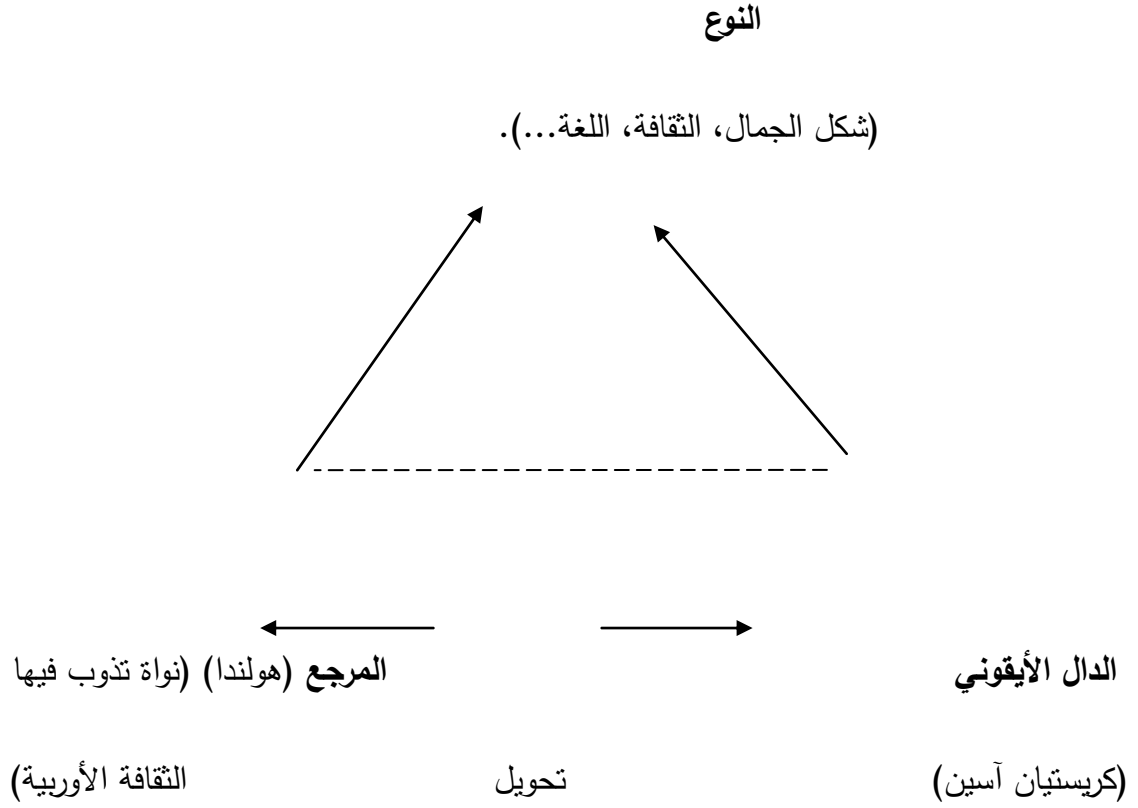 النوع
(شكل الجمال، الثقافة، اللغة...).
الدال الأيقوني المرجع (هولندا) (نواة تذوب فيها
(كريستيان آسين) تحويل الثقافة الأوربية)